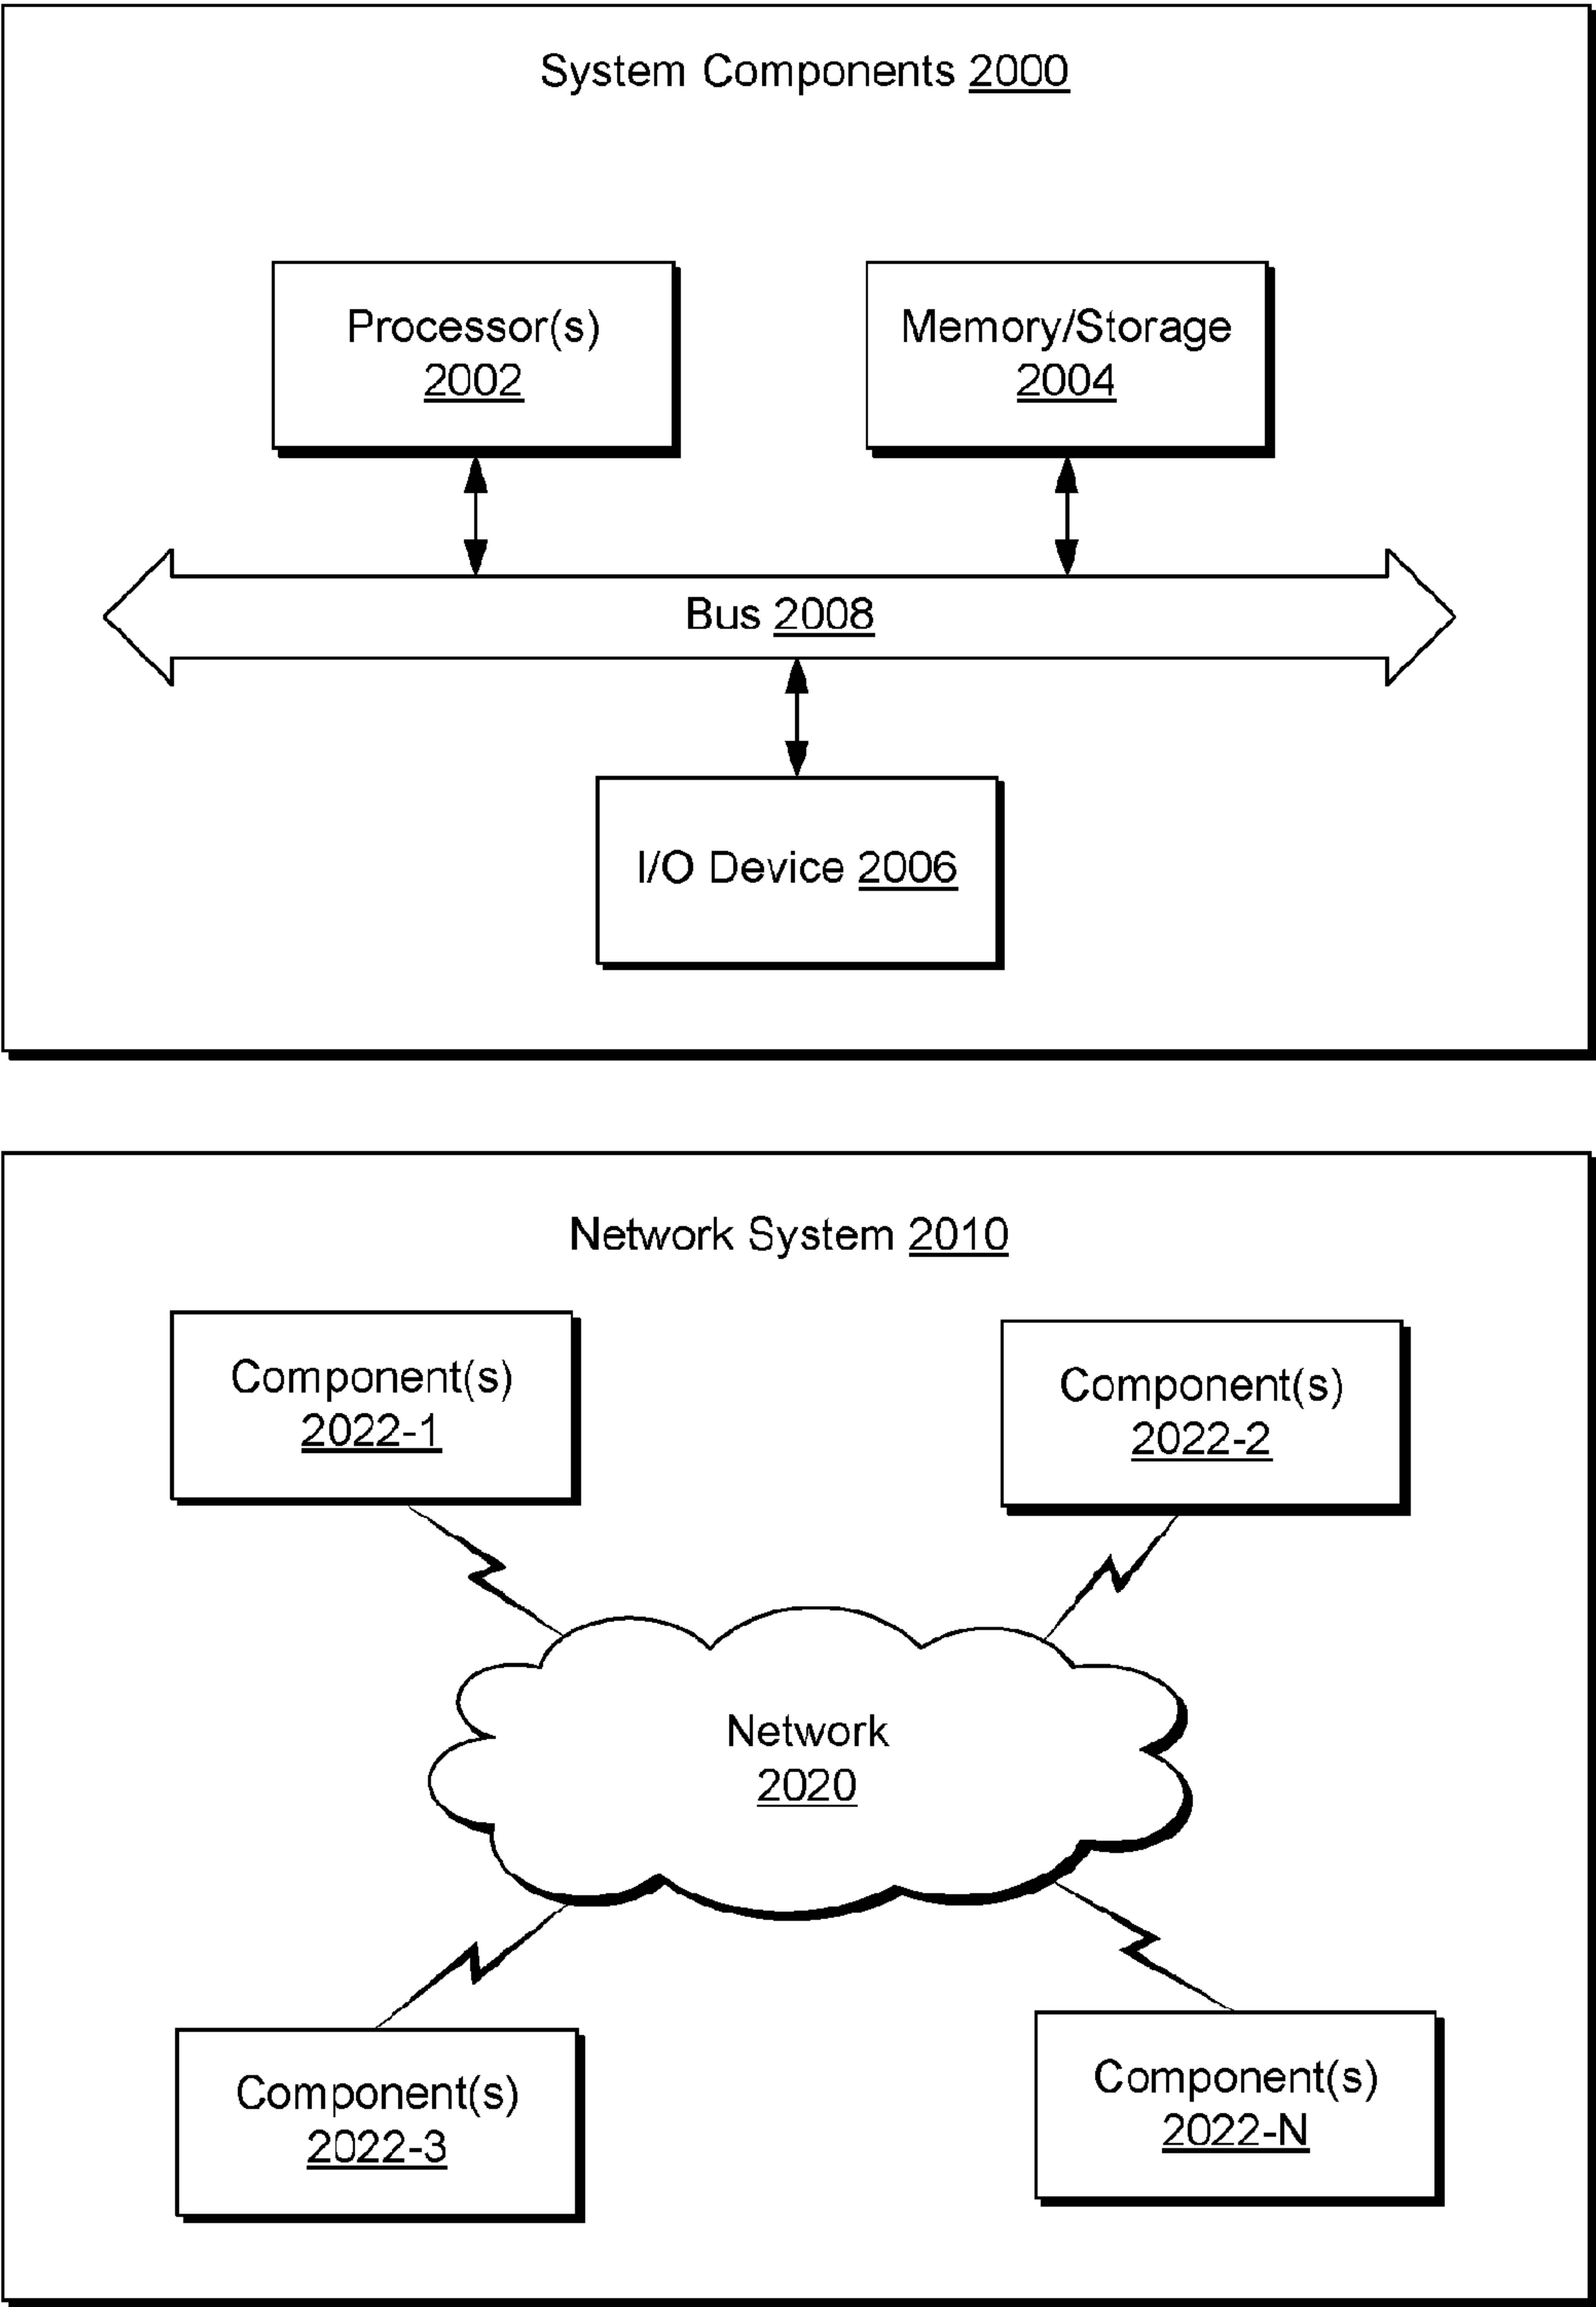 System Components 2000
Processor(s)
2002
Memory/Storage
2004
Bus 2008
I/O Device 2006
Network System 2010
Component(s)
2022-1
Component(s)
2022-2
Network
2020
Component(s)
2022-3
Component(s)
2022-N